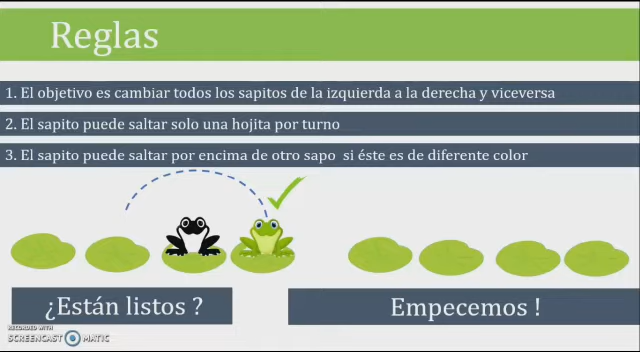 Reglas
1. El objetivo es cambiar todos los sapitos de la izquierda a la derecha y viceversa
2. El sapito puede saltar solo una hojita por turno
3. El sapito puede saltar por encima de otro sapo si éste es de diferente color
¿Están listos ?
Empecemos !
RECORDED WITH
SCREENCAST MATIC